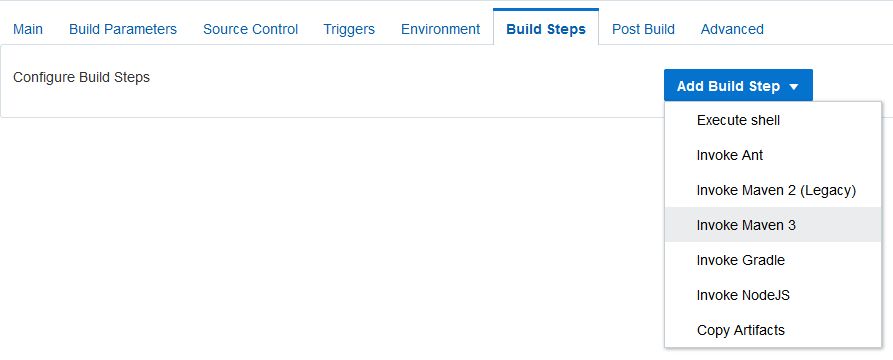 Main Build Parameters Source Control Triggers Environment Build Steps Post Build Advanced
Configure Build Steps Add Build Step
Execute shell
Invoke Ant
Invoke Maven 2 (Legacy)
Invoke Maven 3
Invoke Gradle
Invoke NodeJS
Copy Artifacts